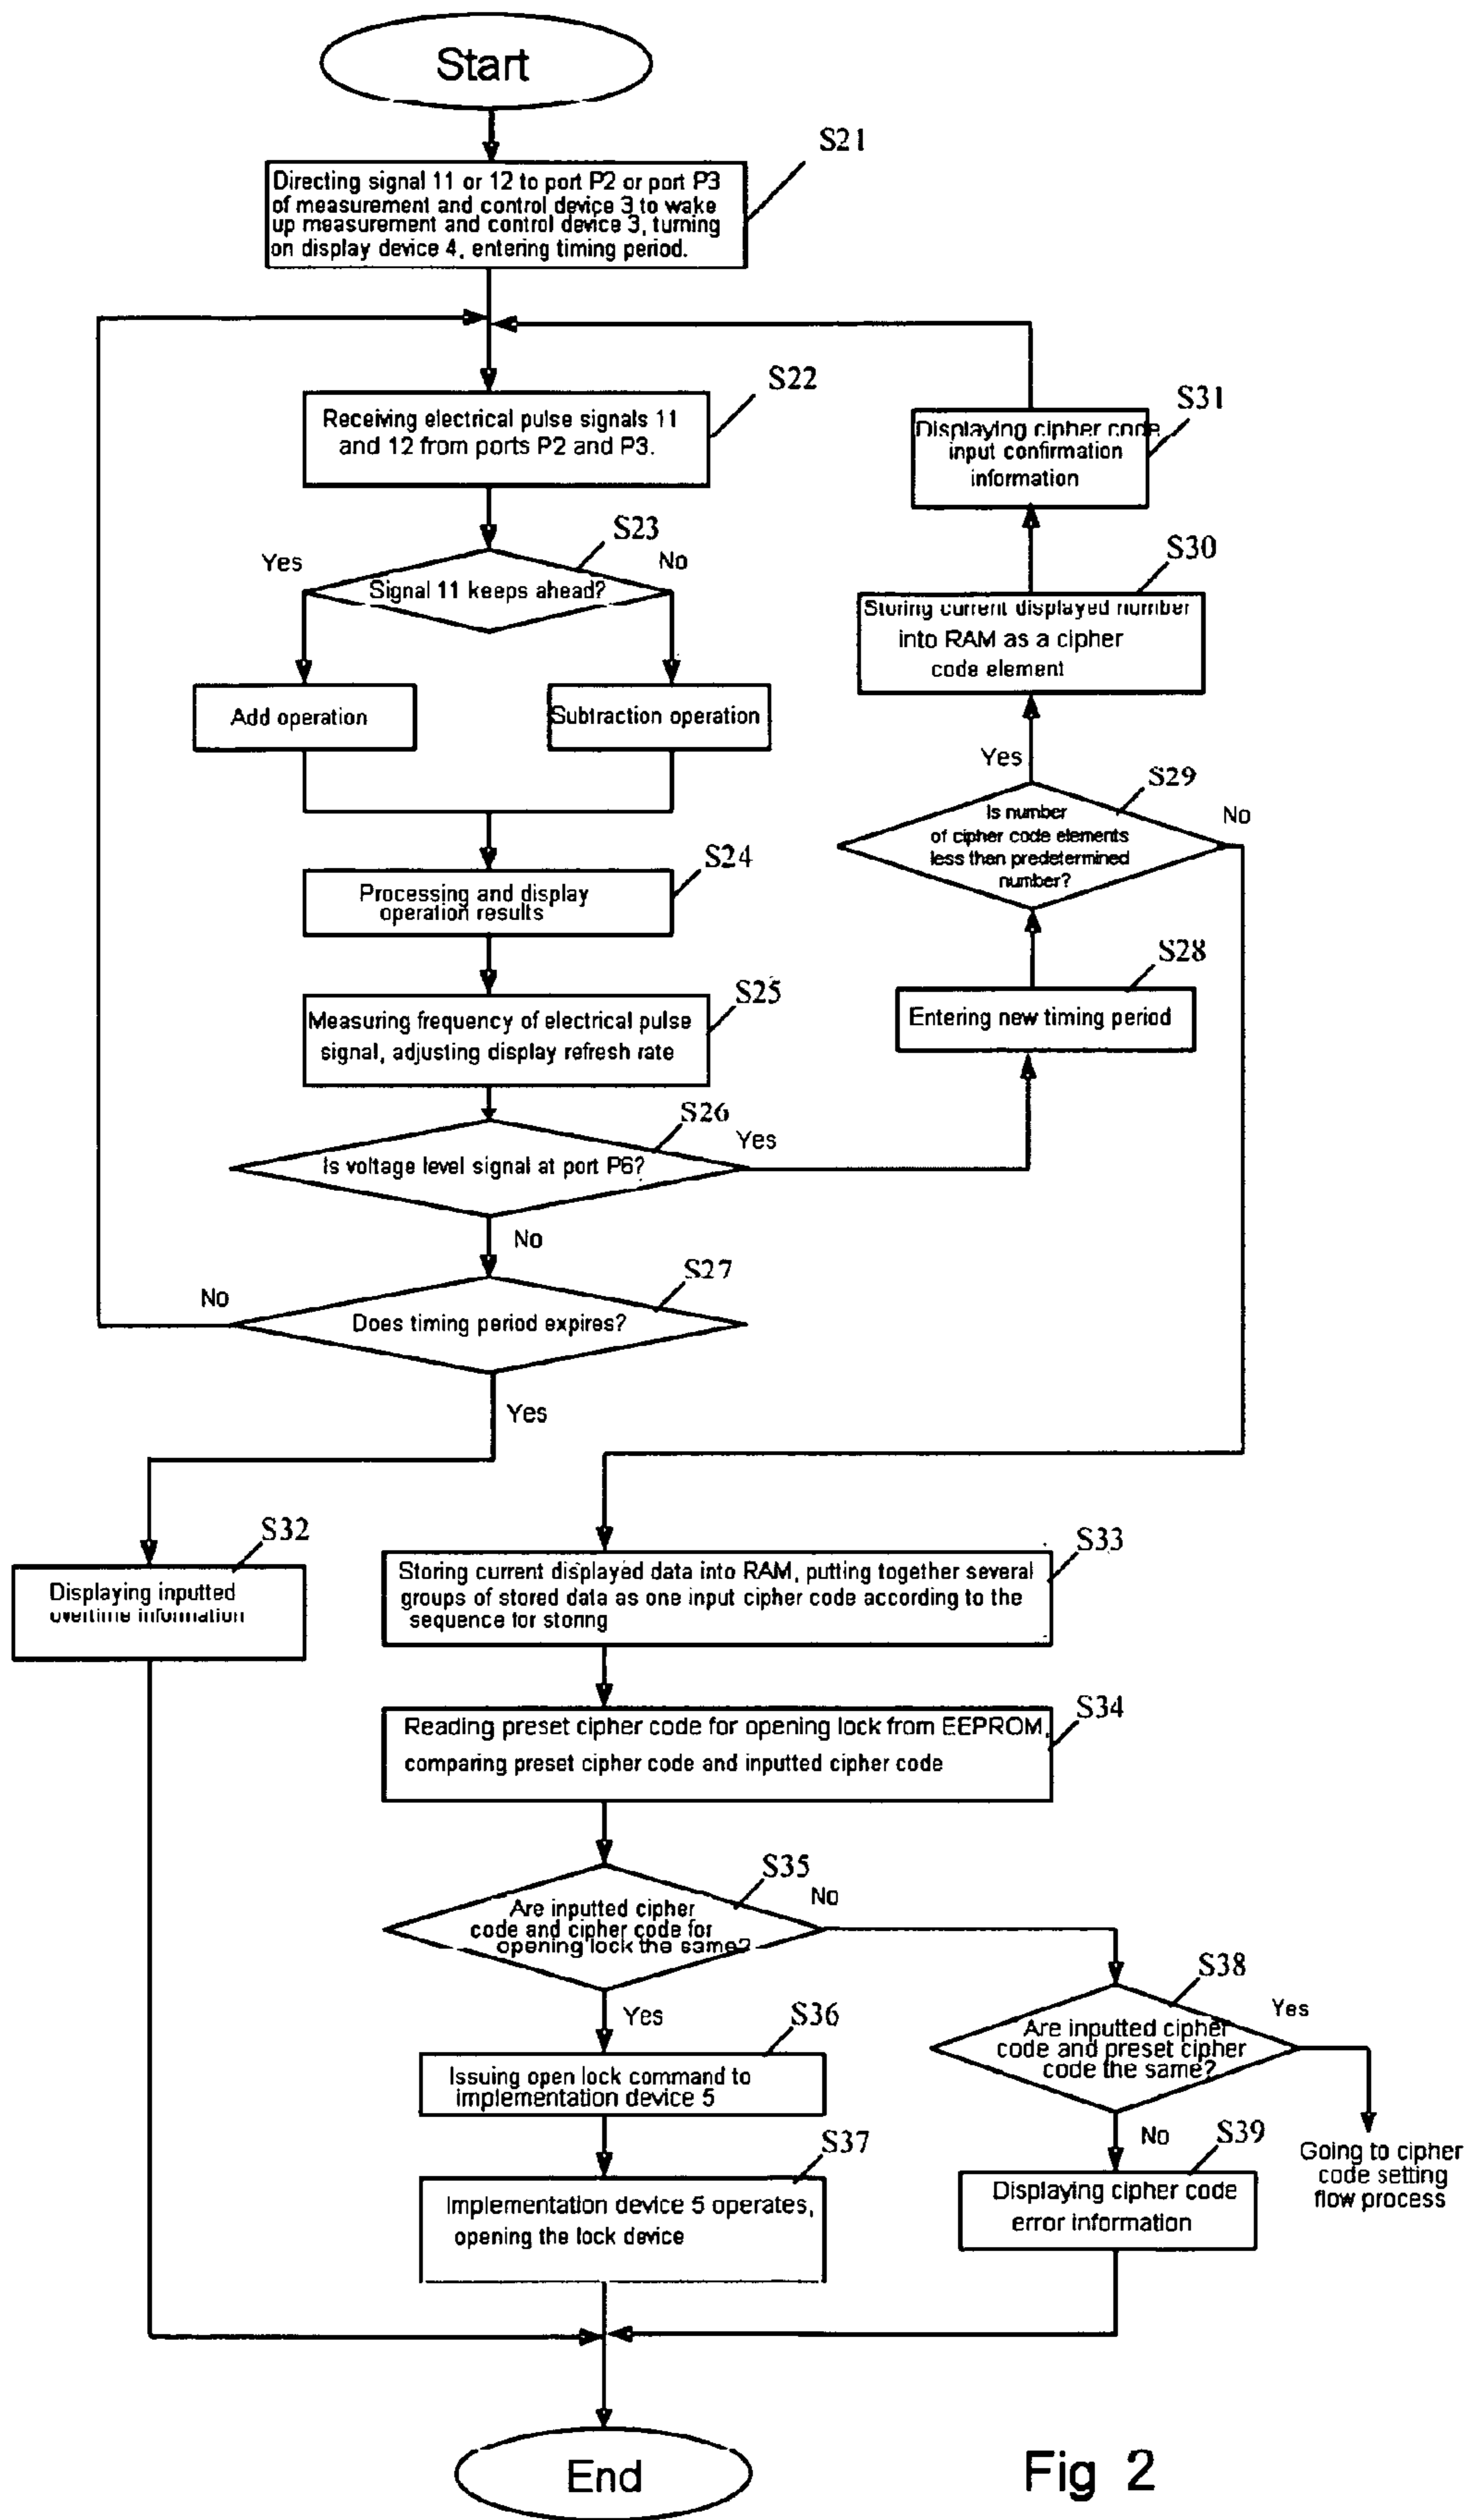 Start
S21
Directing signal 11 or 12 to port P2 or port P3
of measurement and control device 3 to wake
up measurement and control device 3, turning
on display device 4, entering timing period.
S22
Receiving electrical pulse signals 11
and 12 from ports P2 and P3.
S31
Displaying cipher code
input confirmation
information
S23
Yes
No
Signal 11 keeps ahead?
S30
Storing current displayed number
into RAM as a cipher
code element
Add operation
Subtraction operation
Yes
S29
No
Is number
of cipher code elements
less then predetermined
number?
S24
Processing and display
operation results
S28
Entering new timing period
S25
Measuring frequency of electrical pulse
signal, adjusting display refresh rate
S26
Yes
Is voltage level signal at port P6?
No
S27
No
Does timing period expires?
Yes
S32
Displaying inputted
overtime information
S33
Storing current displayed data into RAM, putting together several
groups of stored data as one input cipher code according to the
sequence for storing
S34
Reading preset cipher code for opening lock from EEPROM,
comparing preset cipher code and inputted cipher code
S35
No
Are inputted cipher
code and cipher code for
opening lock the same?
S38
Yes
Are inputted cipher
code and preset cipher
code the same?
Yes
S36
Issuing open lock command to
implementation device 5
No
S39
Going to cipher
code setting
flow process
S37
Displaying cipher code
error information
Implementation device 5 operates,
opening the lock device
End
Fig 2